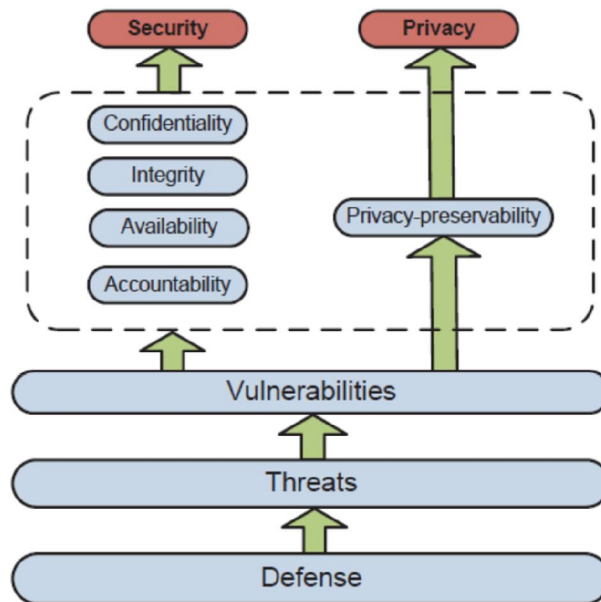 Security
Privacy
Confidentiality
Integrity
Availability
Accountability
Privacy-preservability
Vulnerabilities
Threats
Defense